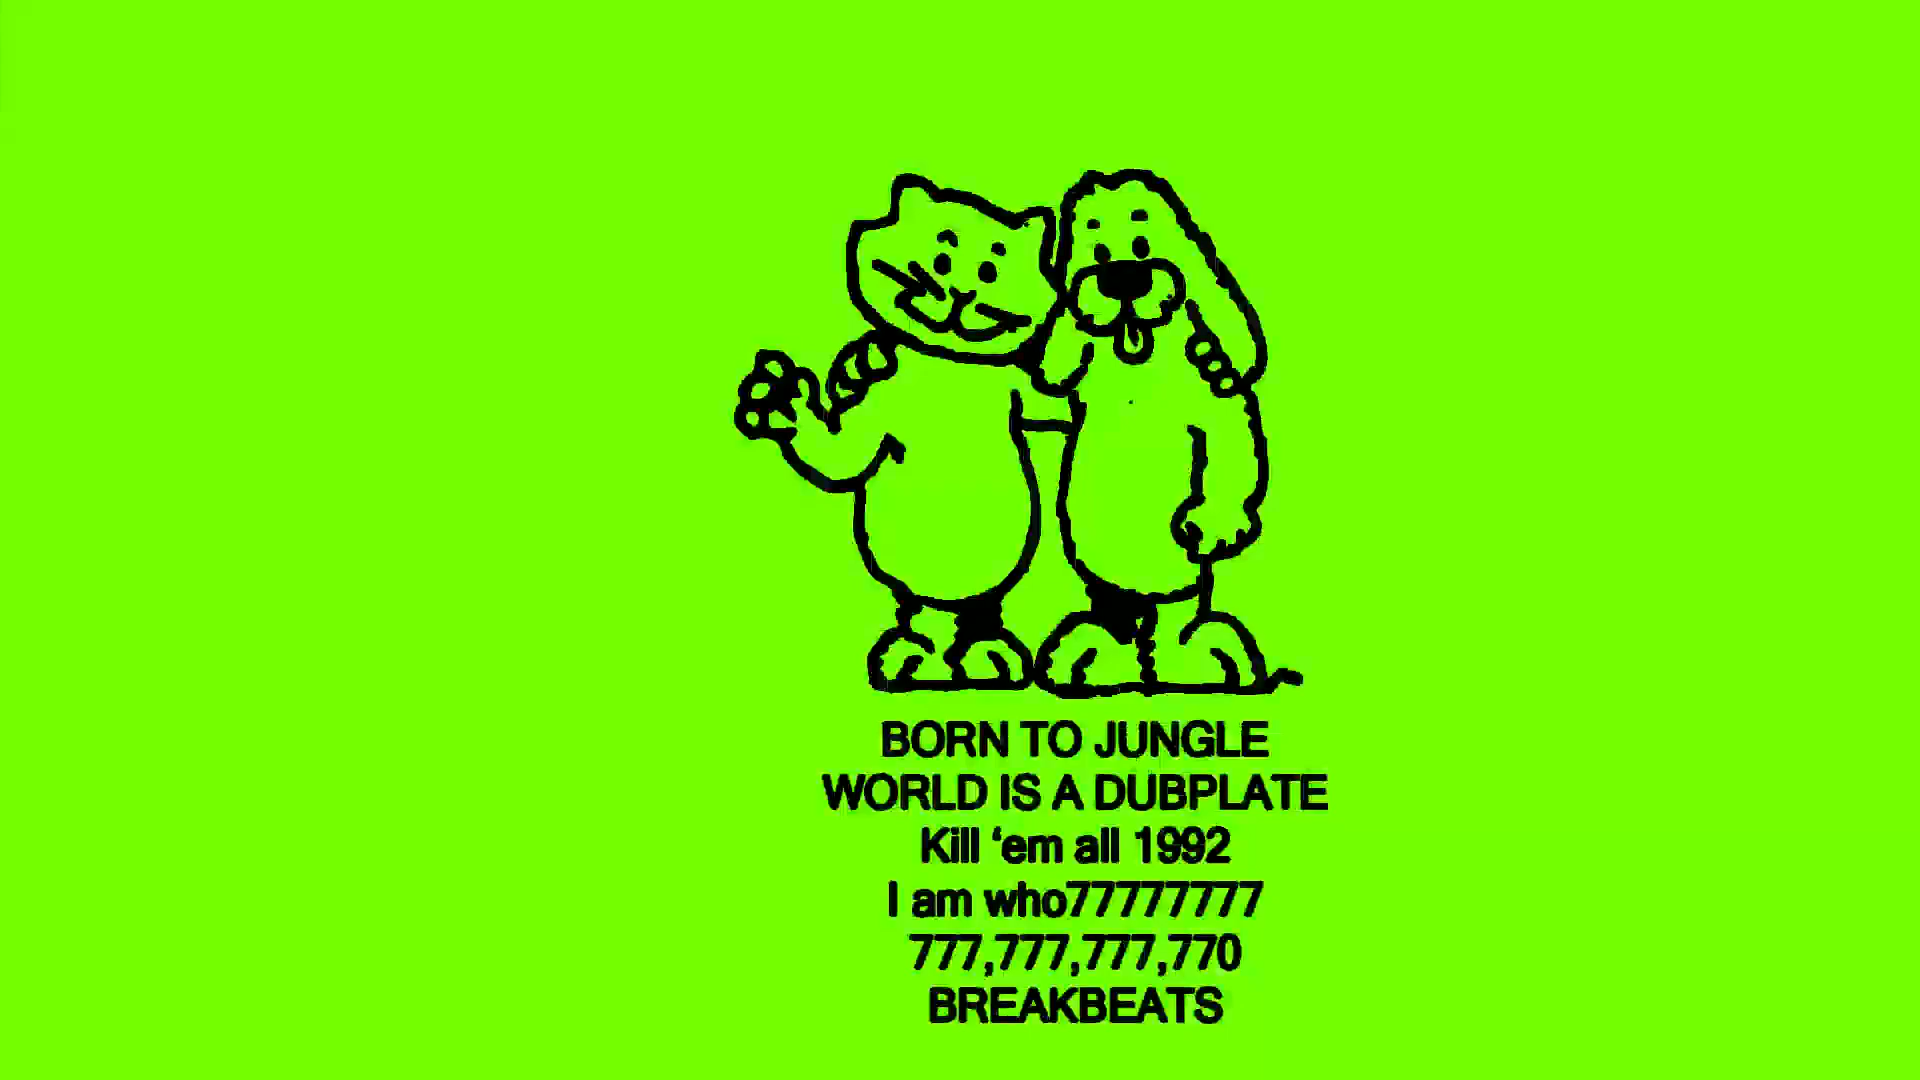 BORN TO JUNGLE
WORLD IS A DUBPLATE
Kill ‘em all 1992
I am who77777777
777,777,777,770
BREAKBEATS